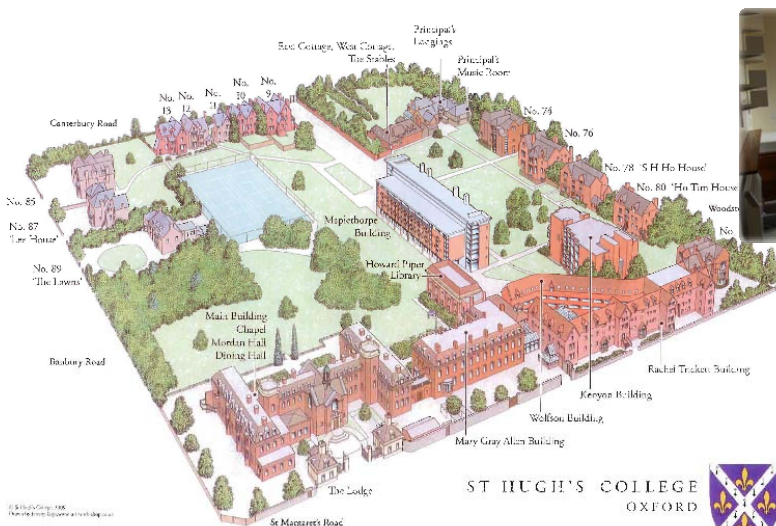 Principal's
Lodgings
East Cottage, West Cottage,
The Stables
Principal's
Music Room
No.
9
No.
10
No.
11
No.
12
No.
13
Canterbury Road
No. 74
No. 76
No. 78 'S H Ho House'
No. 80 'Ho Tim House
Woodsto
No
No. 85
No. 87
No. 89
'The Lawns'
Maplethorpe
Building
Howard Piper
Library
Main Building
Chapel
Mordan Hall
Dining Hall
Banbury Road
Rachel Trickett Building
Kenyon Building
Wolfson Building
Mary Gray Allen Building
The Lodge
St Margaret's Road
ST HUGH'S COLLEGE
OXFORD